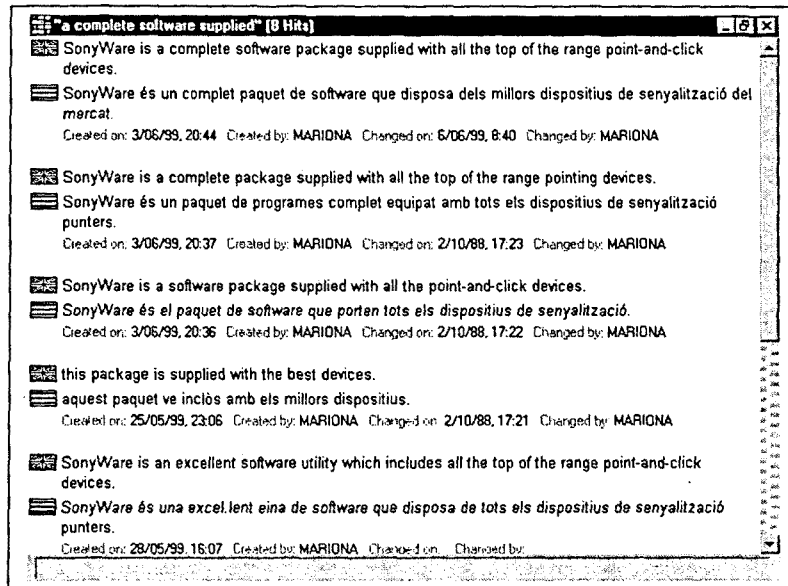 "a complete software supplied" (8 Hits)
SonyWare is a complete software package supplied with all the top of the range point-and-click
devices.
SonyWare és un complet paquet de software que disposa dels millors dispositius de senyalització del
mercat.
Created on: 3/06/99, 20:44 Created by: MARIONA Changed on: 6/06/99, 8:40 Changed by: MARIONA
SonyWare is a complete package supplied with all the top of the range pointing devices.
SonyWare és un paquet de programes complet equipat amb tots els dispositius de senyalització
punters.
Created on: 3/06/99, 20:37 Created by: MARIONA Changed on: 2/10/88, 17:23 Changed by: MARIONA
SonyWare is a software package supplied with all the point-and-click devices.
SonyWare és el paquet de software que porten tots els dispositius de senyalització.
Created on: 3/06/99, 20:36 Created by: MARIONA Changed on: 2/10/88, 17:22 Changed by: MARIONA
this package is supplied with the best devices.
aquest paquet ve inclòs amb els millors dispositius.
Created on: 25/05/99, 23:06 Created by: MARIONA Changed on: 2/10/88, 17:21 Changed by: MARIONA
SonyWare is an excellent software utility which includes all the top of the range point-and-click
devices.
SonyWare és una excel.lent eina de software que disposa de tots els dispositius de senyalització
punters.
Created on: 28/05/99, 16:07 Created by: MARIONA Changed on: Changed by: